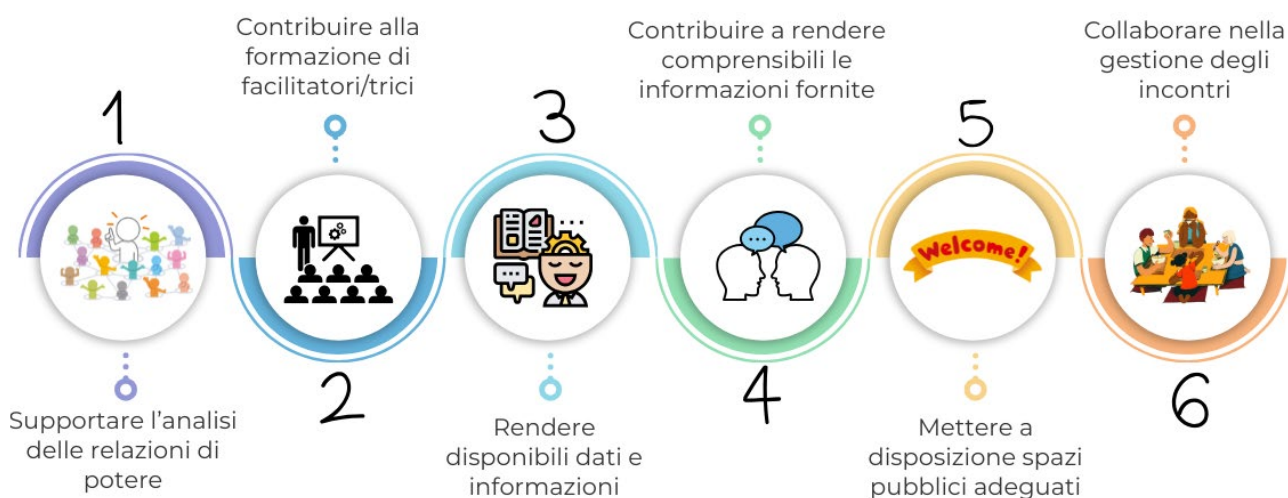 1
Supportare l'analisi
delle relazioni di
potere
Contribuire alla
formazione di
facilitatori/trici
2
3
Rendere
disponibili dati e
informazioni
Contribuire a rendere
comprensibili le
informazioni fornite
4
5
Welcome!
Mettere a
disposizione spazi
pubblici adeguati
Collaborare nella
gestione degli
incontri
6